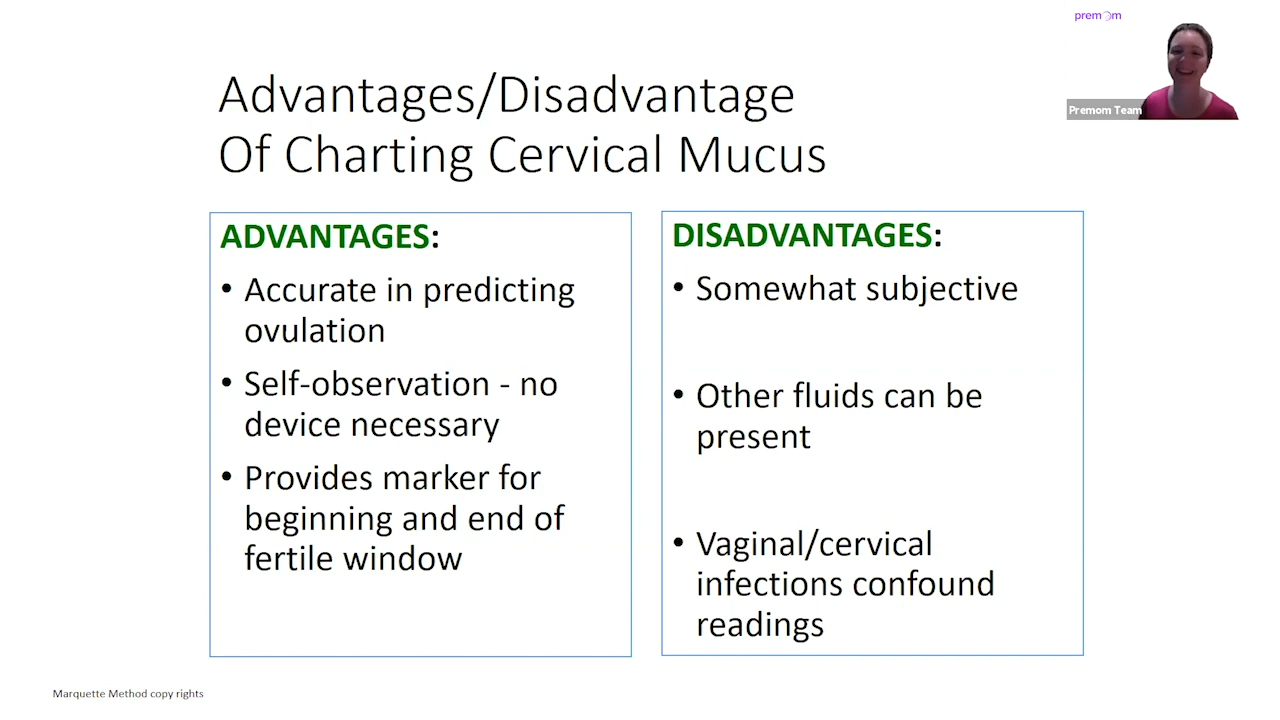 premom
Premom Team
Advantages/Disadvantage
Of Charting Cervical Mucus
ADVANTAGES:
• Accurate in predicting
ovulation
• Self-observation - no
device necessary
• Provides marker for
beginning and end of
fertile window
DISADVANTAGES:
• Somewhat subjective
• Other fluids can be
present
• Vaginal/cervical
infections confound
readings
Marquette Method copy rights